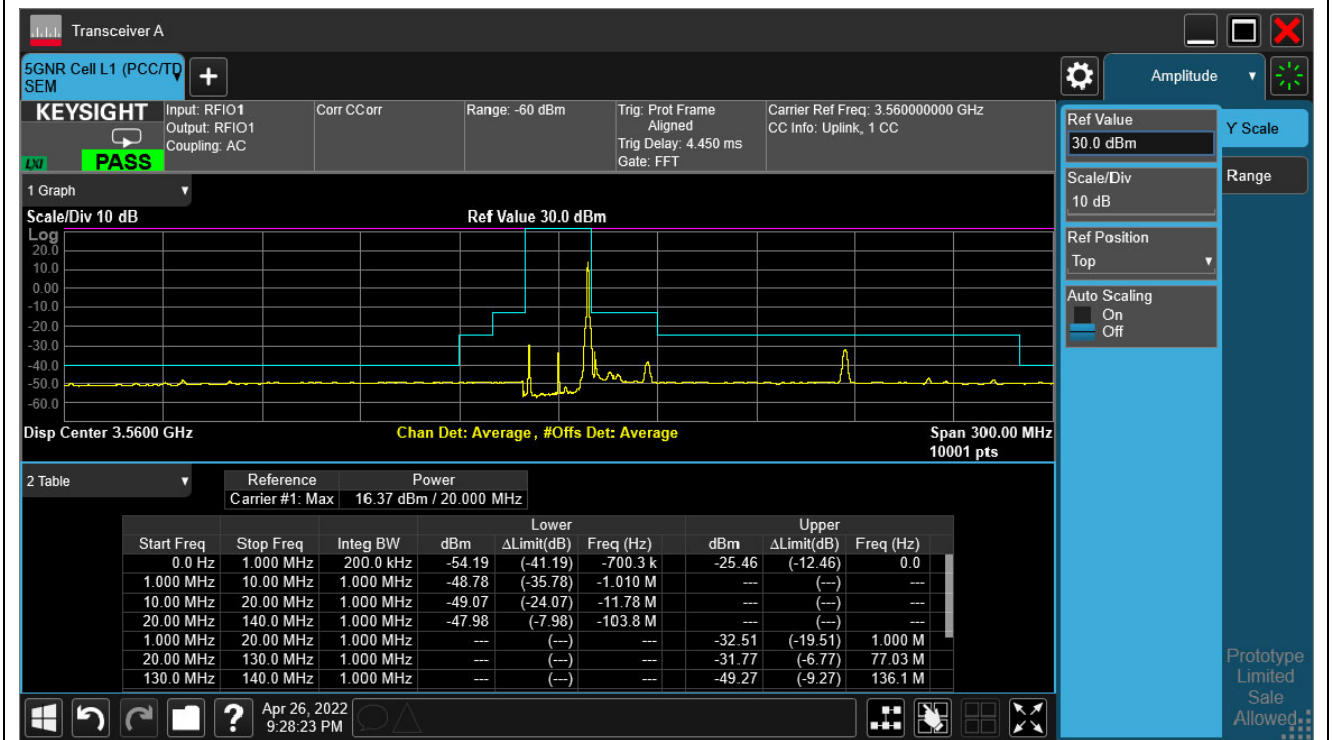 Transceiver A
5GNR Cell L1 (PCC/TD
SEM
+
Amplitude
KEYSIGHT
LXI
PASS
Input: RFIO1
Output: RFIO1
Coupling: AC
Corr CCorr
Range: -60 dBm
Trig: Prot Frame
Aligned
Trig Delay: 4.450 ms
Gate: FFT
Carrier Ref Freq: 3.560000000 GHz
CC Info: Uplink, 1 CC
Ref Value
30.0 dBm
Scale/Div
10 dB
Ref Position
Top
Auto Scaling
On
Off
Y Scale
Range
1 Graph
Scale/Div 10 dB
Ref Value 30.0 dBm
Log
20.0
10.0
0.00
-10.0
-20.0
-30.0
-40.0
-50.0
-60.0
Disp Center 3.5600 GHz
Chan Det: Average , #Offs Det: Average
Span 300.00 MHz
10001 pts
2 Table
Reference Power
Carrier #1: Max 16.37 dBm / 20.000 MHz
Lower Upper
Start Freq Stop Freq Integ BW dBm ΔLimit(dB) Freq (Hz) dBm ΔLimit(dB) Freq (Hz)
0.0 Hz 1.000 MHz 200.0 kHz -54.19 (-41.19) -700.3 k -25.46 (-12.46) 0.0
1.000 MHz 10.00 MHz 1.000 MHz -48.78 (-35.78) -1.010 M --- (---) ---
10.00 MHz 20.00 MHz 1.000 MHz -49.07 (-24.07) -11.78 M --- (---) ---
20.00 MHz 140.0 MHz 1.000 MHz -47.98 (-7.98) -103.8 M --- (---) ---
1.000 MHz 20.00 MHz 1.000 MHz --- (---) --- -32.51 (-19.51) 1.000 M
20.00 MHz 130.0 MHz 1.000 MHz --- (---) --- -31.77 (-6.77) 77.03 M
130.0 MHz 140.0 MHz 1.000 MHz --- (---) --- -49.27 (-9.27) 136.1 M
Prototype
Limited
Sale
Allowed
?
Apr 26, 2022
9:28:23 PM